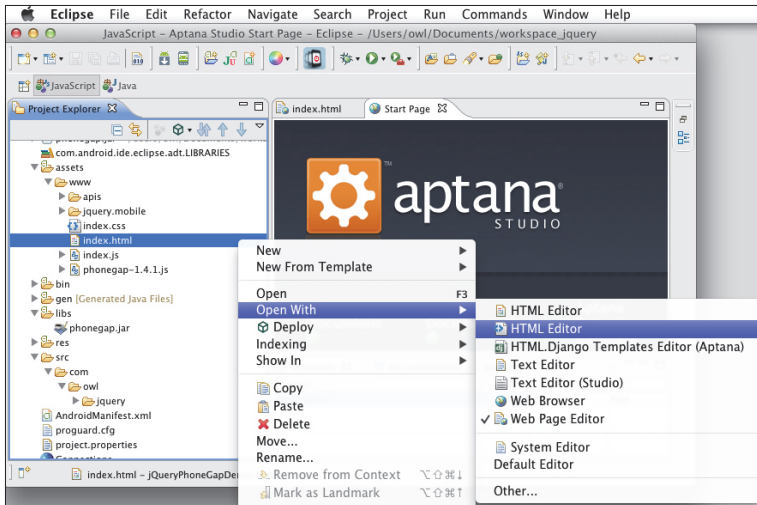 Eclipse File Edit Refactor Navigate Search Project Run Commands Window Help
JavaScript – Aptana Studio Start Page – Eclipse – /Users/owl/Documents/workspace_jquery
JavaScript Java
Project Explorer
index.html Start Page
com.android.ide.eclipse.adt.LIBRARIES
assets
www
apis
jquery.mobile
index.css
index.html
index.js
phonegap-1.4.1.js
bin
gen [Generated Java Files]
libs
phonegap.jar
res
src
com
owl
jquery
AndroidManifest.xml
proguard.cfg
project.properties
Connections
index.html – jQueryPhoneGapDe
aptana
STUDIO
New
New From Template
Open F3
Open With
Deploy
Indexing
Show In
Copy
Paste
Delete
Move...
Rename...
Remove from Context ⌥⇧⌘↓
Mark as Landmark ⌥⇧⌘↑
HTML Editor
HTML Editor
HTML.Django Templates Editor (Aptana)
Text Editor
Text Editor (Studio)
Web Browser
✓ Web Page Editor
System Editor
Default Editor
Other...